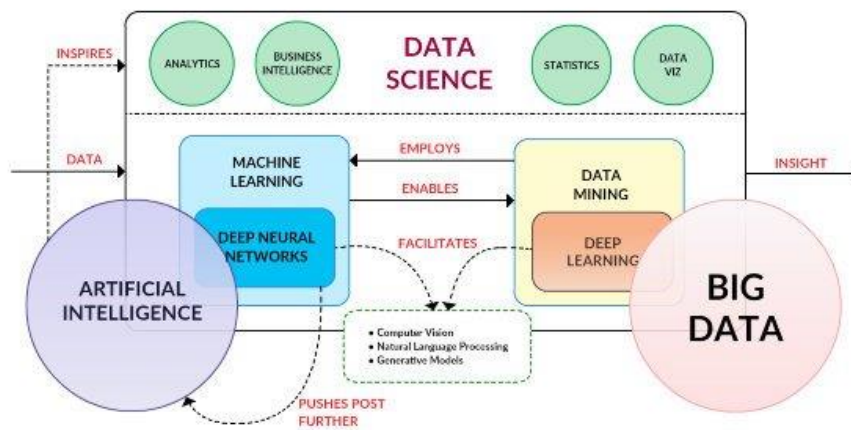 INSPIRES
ANALYTICS
BUSINESS
INTELLIGENCE
DATA
SCIENCE
STATISTICS
DATA
VIZ
DATA
MACHINE
LEARNING
EMPLOYS
ENABLES
DATA
MINING
INSIGHT
DEEP NEURAL
NETWORKS
FACILITATES
DEEP
LEARNING
ARTIFICIAL
INTELLIGENCE
• Computer Vision
• Natural Language Processing
• Generative Models
BIG
DATA
PUSHES POST
FURTHER